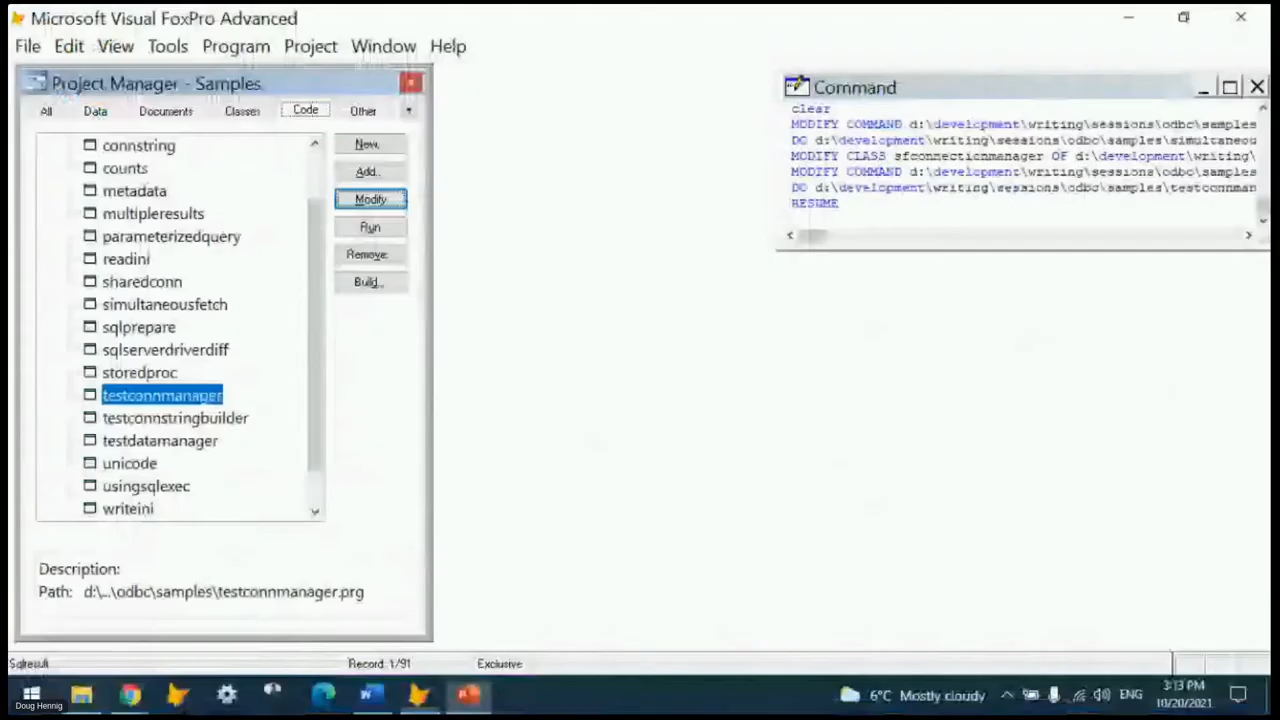 Microsoft Visual FoxPro Advanced
File Edit View Tools Program Project Window Help
Project Manager - Samples
All Data Documents Classes Code Other
connstring
counts
metadata
multipleresults
parameterizedquery
readini
sharedconn
simultaneousfetch
sqlprepare
sqlserverdriverdiff
storedproc
testconnmanager
testconnstringbuilder
testdatamanager
unicode
usingsqlexec
writeini
New...
Add...
Modify
Run
Remove...
Build...
Description:
Path: d:\...\odbc\samples\testconnmanager.prg
Command
clear
MODIFY COMMAND d:\development\writing\sessions\odbc\samples
DO d:\development\writing\sessions\odbc\samples\simultaneou
MODIFY CLASS sfconnectionmanager OF d:\development\writing\
MODIFY COMMAND d:\development\writing\sessions\odbc\samples
DO d:\development\writing\sessions\odbc\samples\testconnman
RESUME
Sqlresult Record: 1/91 Exclusive
Doug Hennig
6°C Mostly cloudy
ENG
3:13 PM
10/20/2021